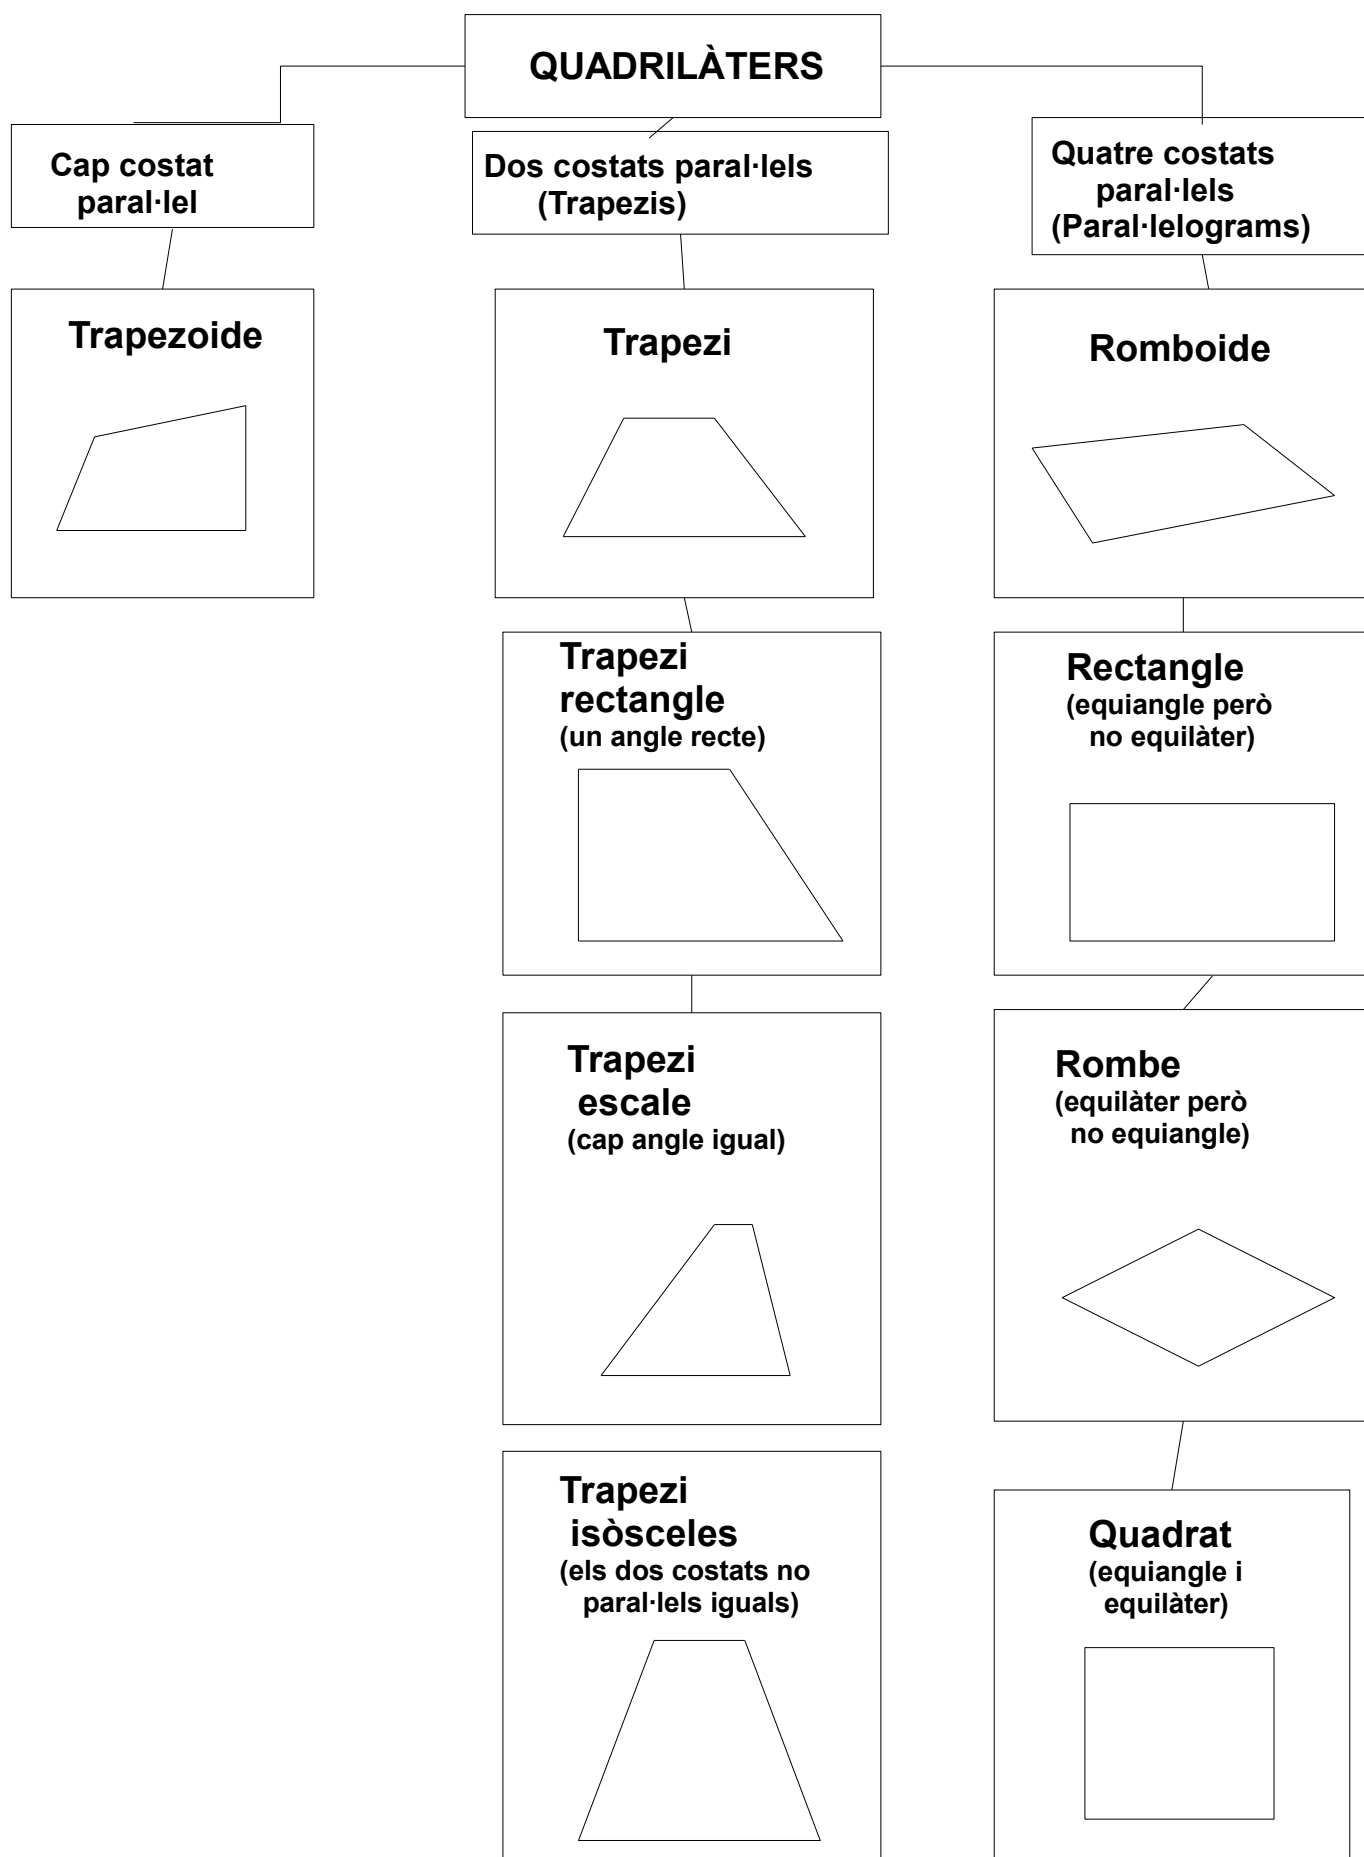 QUADRILÀTERS
Cap costat
paral·lel
Dos costats paral·lels
(Trapezis)
Quatre costats
paral·lels
(Paral·lelograms)
Trapezoide
Trapezi
Romboide
Trapezi
rectangle
(un angle recte)
Rectangle
(equiangle però
no equilàter)
Trapezi
escale
(cap angle igual)
Rombe
(equilàter però
no equiangle)
Trapezi
isòsceles
(els dos costats no
paral·lels iguals)
Quadrat
(equiangle i
equilàter)